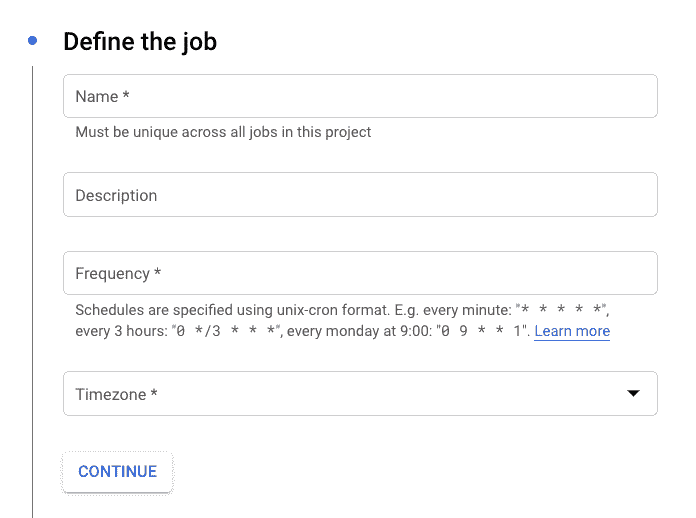 Define the job
Name *
Must be unique across all jobs in this project
Description
Frequency *
Schedules are specified using unix-cron format. E.g. every minute: "* * * * *",
every 3 hours: "0 */3 * * *", every monday at 9:00: "0 9 * * 1". Learn more
Timezone *
CONTINUE